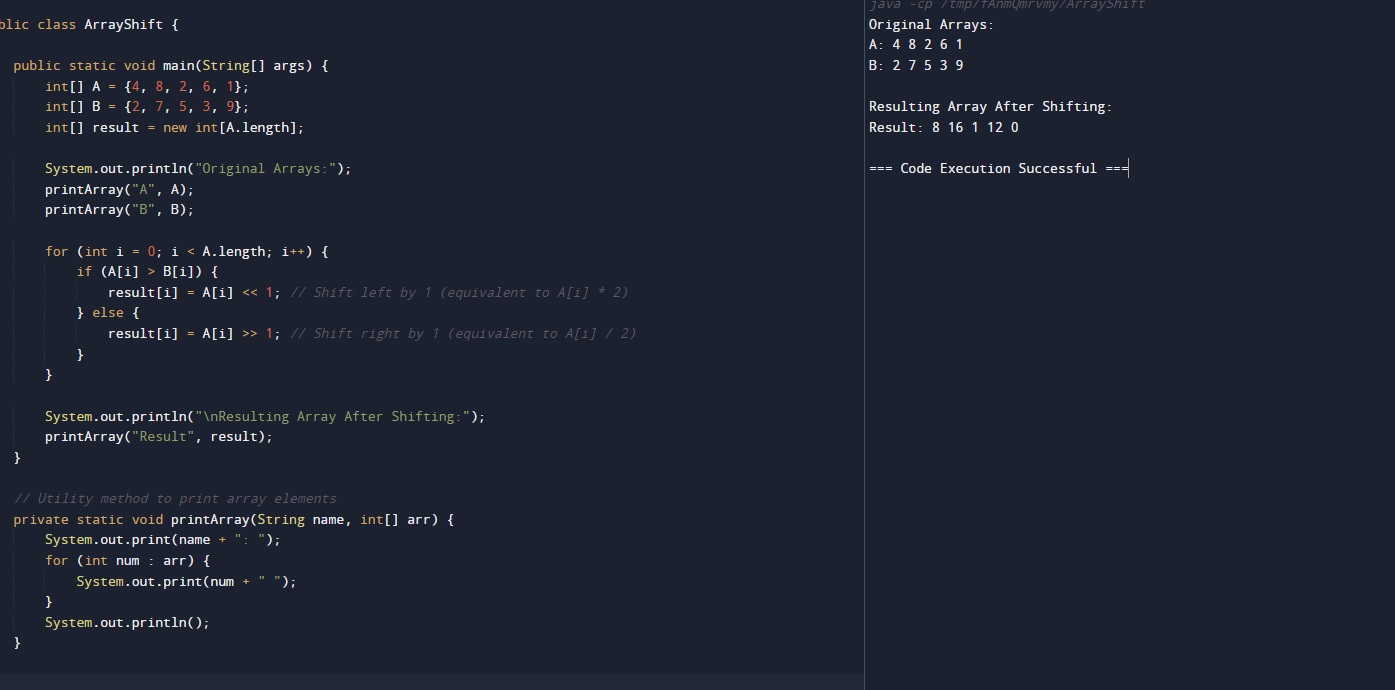 blic class ArrayShift {
public static void main(String[] args) {
int[] A = {4, 8, 2, 6, 1};
int[] B = {2, 7, 5, 3, 9};
int[] result = new int[A.length];
System.out.println("Original Arrays:");
printArray("A", A);
printArray("B", B);
for (int i = 0; i < A.length; i++) {
if (A[i] > B[i]) {
result[i] = A[i] << 1; // Shift left by 1 (equivalent to A[i] * 2)
} else {
result[i] = A[i] >> 1; // Shift right by 1 (equivalent to A[i] / 2)
}
}
System.out.println("\nResulting Array After Shifting:");
printArray("Result", result);
}
// Utility method to print array elements
private static void printArray(String name, int[] arr) {
System.out.print(name + ": ");
for (int num : arr) {
System.out.print(num + " ");
}
System.out.println();
}
java -cp /tmp/fAnmQmrvmy/ArrayShift
Original Arrays:
A: 4 8 2 6 1
B: 2 7 5 3 9
Resulting Array After Shifting:
Result: 8 16 1 12 0
=== Code Execution Successful ===